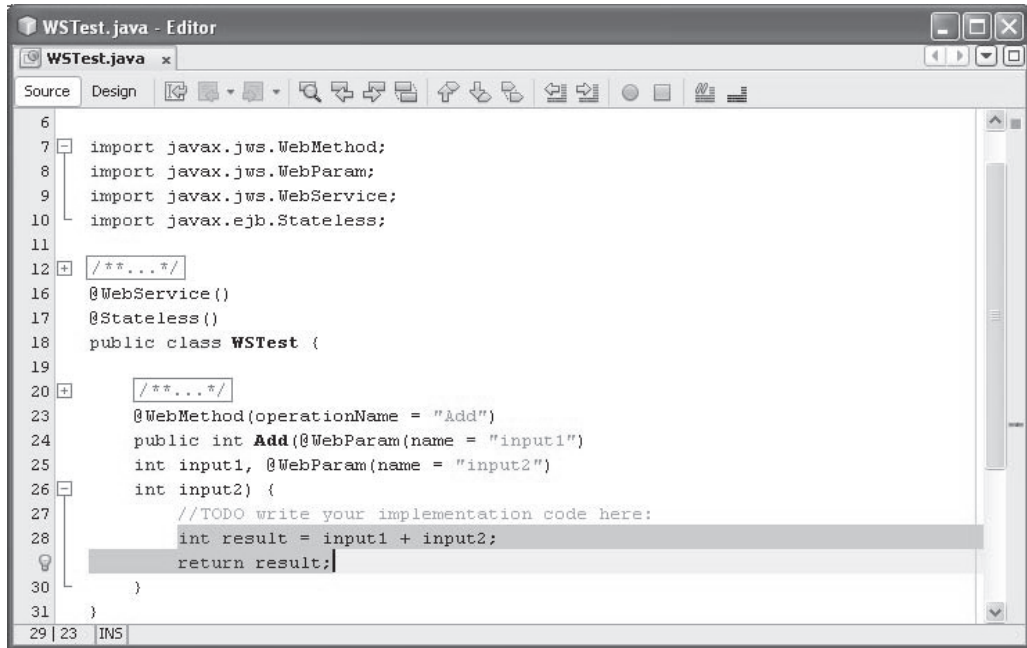 WSTest.java - Editor
WSTest.java x
Source Design
6
7 import javax.jws.WebMethod;
8 import javax.jws.WebParam;
9 import javax.jws.WebService;
10 import javax.ejb.Stateless;
11
12 /**...*/
16 @WebService()
17 @Stateless()
18 public class WSTest {
19
20 /**...*/
23 @WebMethod(operationName = "Add")
24 public int Add(@WebParam(name = "input1")
25 int input1, @WebParam(name = "input2")
26 int input2) {
27 //TODO write your implementation code here:
28 int result = input1 + input2;
return result;
30 }
31 }
29 | 23 INS